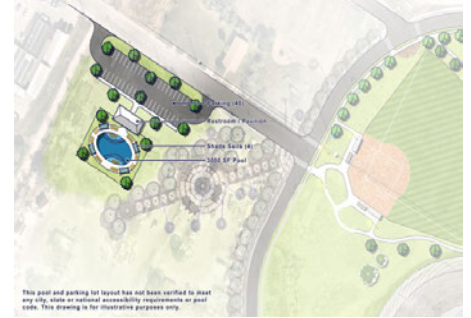 Parking (40)
Restroom / Pavilion
Shade Sails (4)
3000 SF Pool
This pool and parking lot layout has not been verified to meet
any city, state or national accessibility requirements or pool
code. This drawing is for illustrative purposes only.